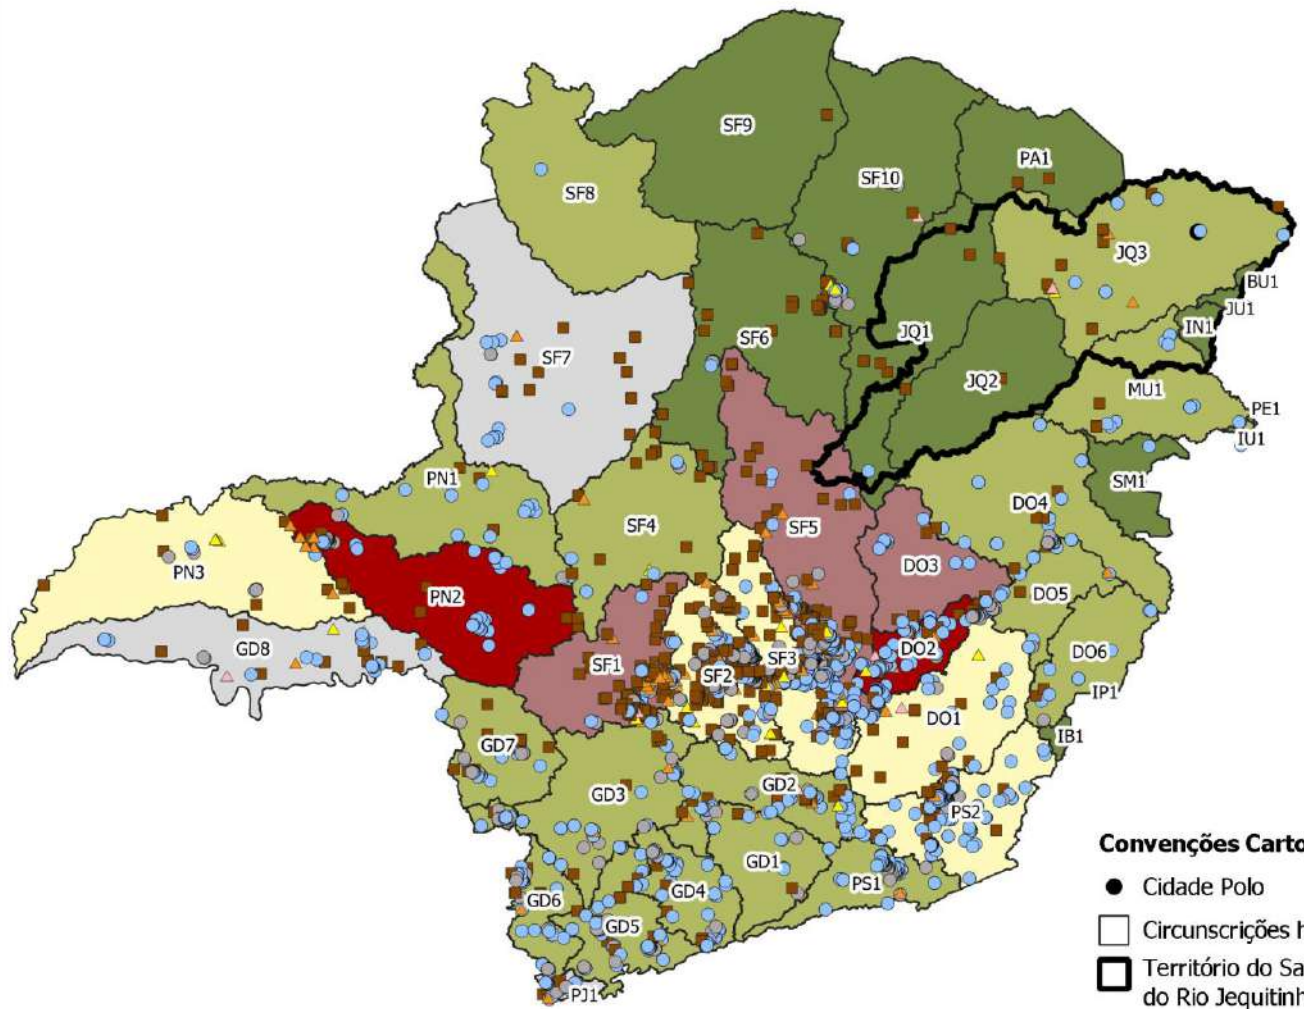 SF9
PA1
SF10
SF8
JQ3
BU1
JU1
IN1
JQ1
SF6
SF7
JQ2
MU1
PE1
IU1
PN1
SM1
DO4
SF4
SF5
PN3
DO3
PN2
DO5
GD8
SF1
SF2
SF3
DO2
DO6
IP1
DO1
IB1
GD7
GD2
GD3
PS2
GD1
PS1
GD4
GD6
GD5
PJ1
Convenções Carto
Cidade Polo
Circunscrições h
Território do Sa
do Rio Jequitinh